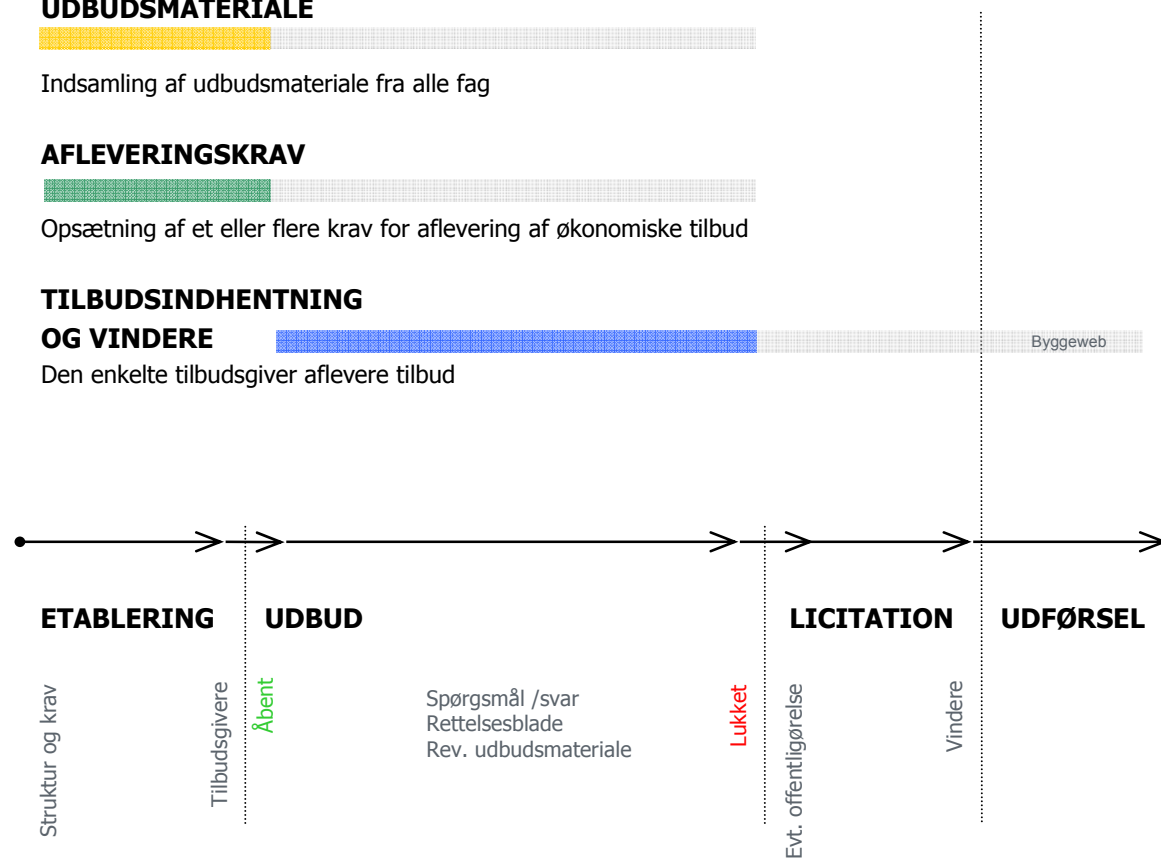 UDBUDSMATERIALE
Indsamling af udbudsmateriale fra alle fag
AFLEVERINGSKRAV
Opsætning af et eller flere krav for aflevering af økonomiske tilbud
TILBUDSINDHENTNING
OG VINDERE
Byggeweb
Den enkelte tilbudsgiver aflevere tilbud
ETABLERING
UDBUD
LICITATION
UDFØRSEL
Struktur og krav
Tilbudsgivere
Åbent
Spørgsmål /svar
Rettelsesblade
Rev. udbudsmateriale
Lukket
Evt. offentligørelse
Vindere